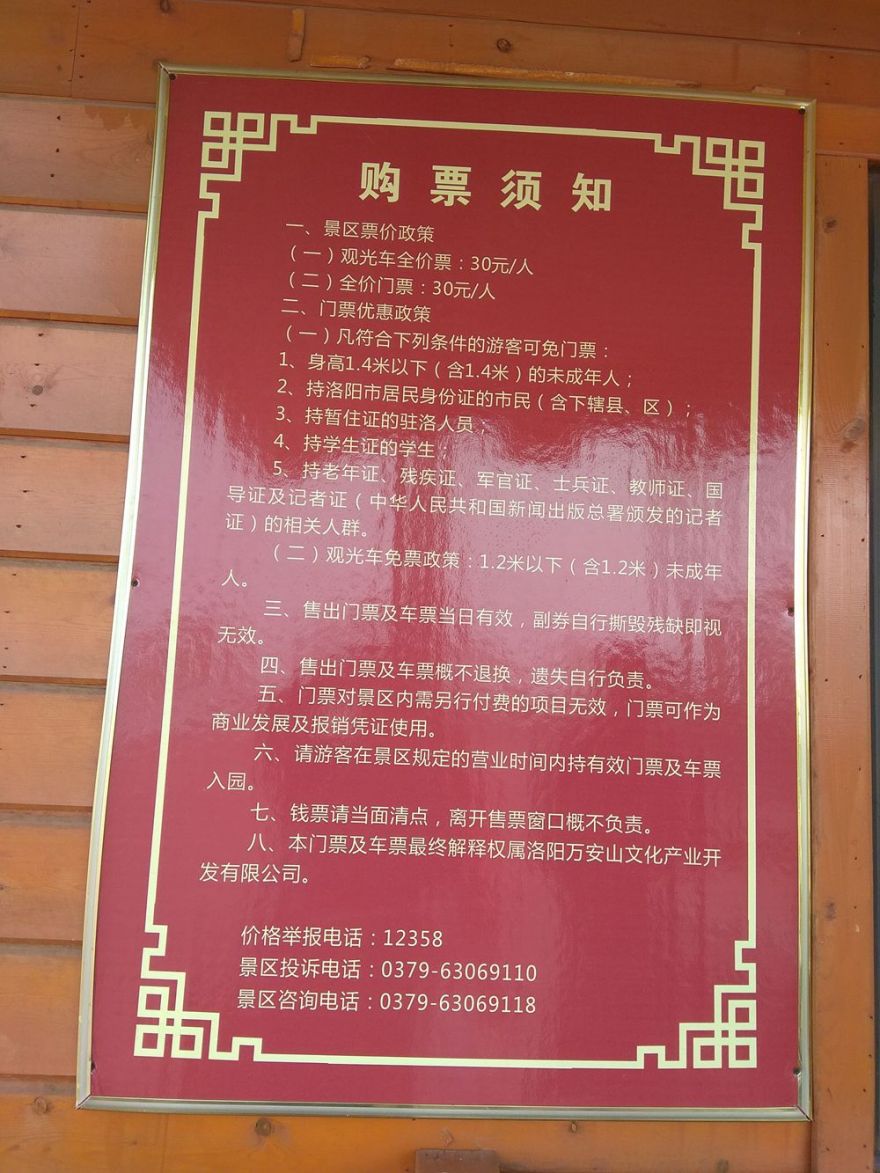 购票须知
一、景区票价政策
（一）观光车全价票：30元/人
（二）全价门票：30元/人
二、门票优惠政策
（一）凡符合下列条件的游客可免门票：
1、身高1.4米以下（含1.4米）的未成年人；
2、持洛阳市居民身份证的市民（含下辖县、区）；
3、持暂住证的驻洛人员；
4、持学生证的学生；
5、持老年证、残疾证、军官证、士兵证、教师证、国
导证及记者证（中华人民共和国新闻出版总署颁发的记者
证）的相关人群。
（二）观光车免票政策：1.2米以下（含1.2米）未成年
人。
三、售出门票及车票当日有效，副券自行撕毁残缺即视
无效。
四、售出门票及车票概不退换，遗失自行负责。
五、门票对景区内需另行付费的项目无效，门票可作为
商业发展及报销凭证使用。
六、请游客在景区规定的营业时间内持有效门票及车票
入园。
七、钱票请当面清点，离开售票窗口概不负责。
八、本门票及车票最终解释权属洛阳万安山文化产业开
发有限公司。
价格举报电话：12358
景区投诉电话：0379-63069110
景区咨询电话：0379-63069118